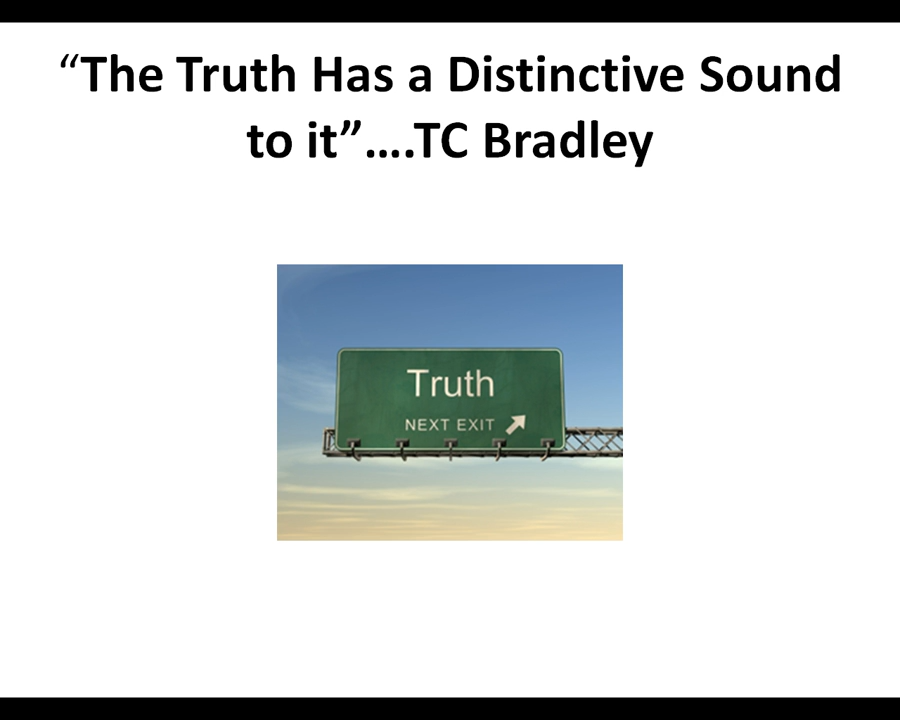 “The Truth Has a Distinctive Sound
to it”….TC Bradley
Truth
NEXT EXIT